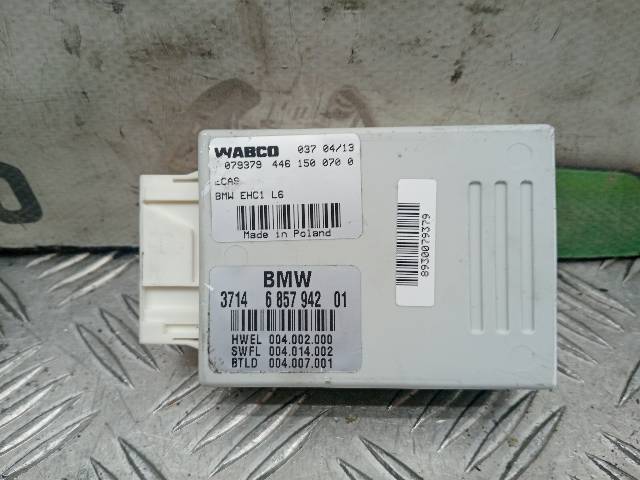 WABCO 037 04/13
079379 446 150 070 0
ECAS
BMW EHC1 L6
Made in Poland
BMW
3714 6 857 942 01
HWEL 004.002.000
SWFL 004.014.002
BTLD 004.007.001
8930079379